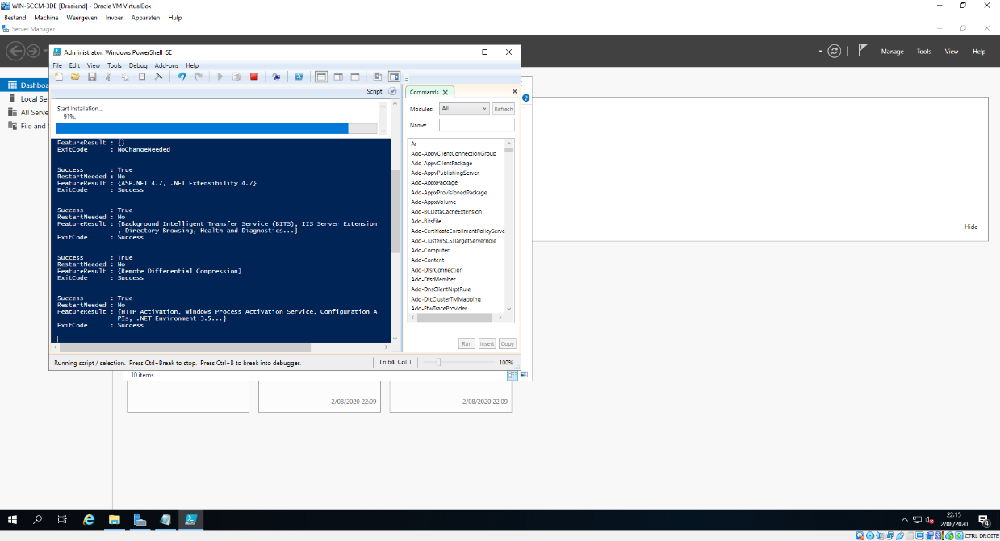 WIN-SCCM-3DE [Draaiend] - Oracle VM VirtualBox
Bestand Machine Weergeven Invoer Apparaten Help
Server Manager
Manage Tools View Help
Dashboa
Local Ser
All Serve
File and
Administrator: Windows PowerShell ISE
File Edit View Tools Debug Add-ons Help
Script
Start Installation....
91%.
FeatureResult : {}
ExitCode : NoChangeNeeded
Success : True
RestartNeeded : No
FeatureResult : {ASP.NET 4.7, .NET Extensibility 4.7}
ExitCode : Success
Success : True
RestartNeeded : No
FeatureResult : {Background Intelligent Transfer Service (BITS), IIS Server Extension
, Directory Browsing, Health and Diagnostics...}
ExitCode : Success
Success : True
RestartNeeded : No
FeatureResult : {Remote Differential Compression}
ExitCode : Success
Success : True
RestartNeeded : No
FeatureResult : {HTTP Activation, Windows Process Activation Service, Configuration A
PIs, .NET Environment 3.5...}
ExitCode : Success
Commands
Modules: All Refresh
Name:
A:
Add-AppvClientConnectionGroup
Add-AppvClientPackage
Add-AppvPublishingServer
Add-AppxPackage
Add-AppxProvisionedPackage
Add-AppxVolume
Add-BCDataCacheExtension
Add-BitsFile
Add-CertificateEnrollmentPolicyServe
Add-ClusteriSCSITargetServerRole
Add-Computer
Add-Content
Add-DfsrConnection
Add-DfsrMember
Add-DnsClientNrptRule
Add-DtcClusterTMMapping
Add-EtwTraceProvider
Run Insert Copy
Running script / selection. Press Ctrl+Break to stop. Press Ctrl+B to break into debugger.
Ln 64 Col 1
100%
Hide
10 items
2/08/2020 22:09
2/08/2020 22:09
22:15
2/08/2020
4
CTRL DROITE